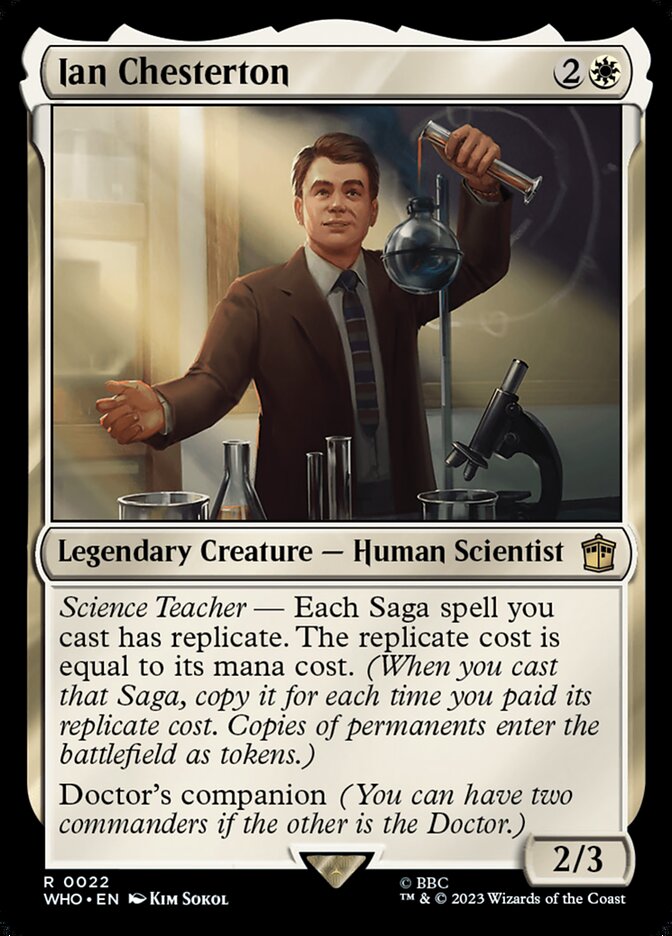 Ian Chesterton 2
Legendary Creature — Human Scientist
Science Teacher — Each Saga spell you
cast has replicate. The replicate cost is
equal to its mana cost. (When you cast
that Saga, copy it for each time you paid its
replicate cost. Copies of permanents enter the
battlefield as tokens.)
Doctor's companion (You can have two
commanders if the other is the Doctor.)
2/3
R 0022
WHO • EN Kim Sokol
© BBC
™ & © 2023 Wizards of the Coast